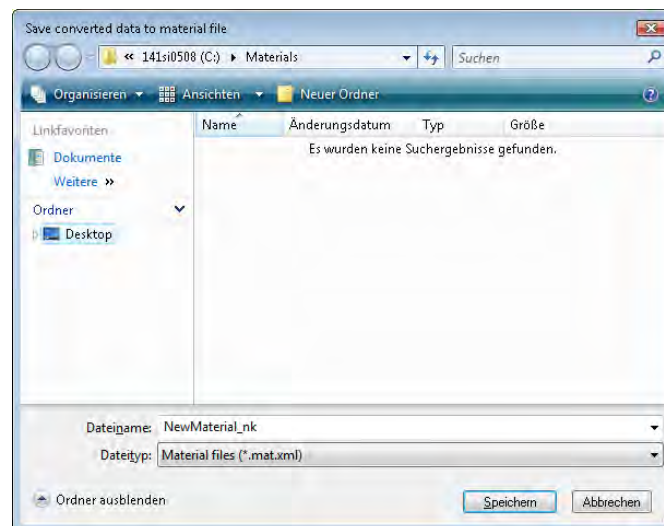 Save converted data to material file
« 141si0508 (C:) ▸ Materials
Suchen
Organisieren Ansichten Neuer Ordner
Linkfavoriten
Name Änderungsdatum Typ Größe
Es wurden keine Suchergebnisse gefunden.
Dokumente
Weitere »
Ordner
Desktop
Dateiname: NewMaterial_nk
Dateityp: Material files (*.mat.xml)
Ordner ausblenden
Speichern Abbrechen